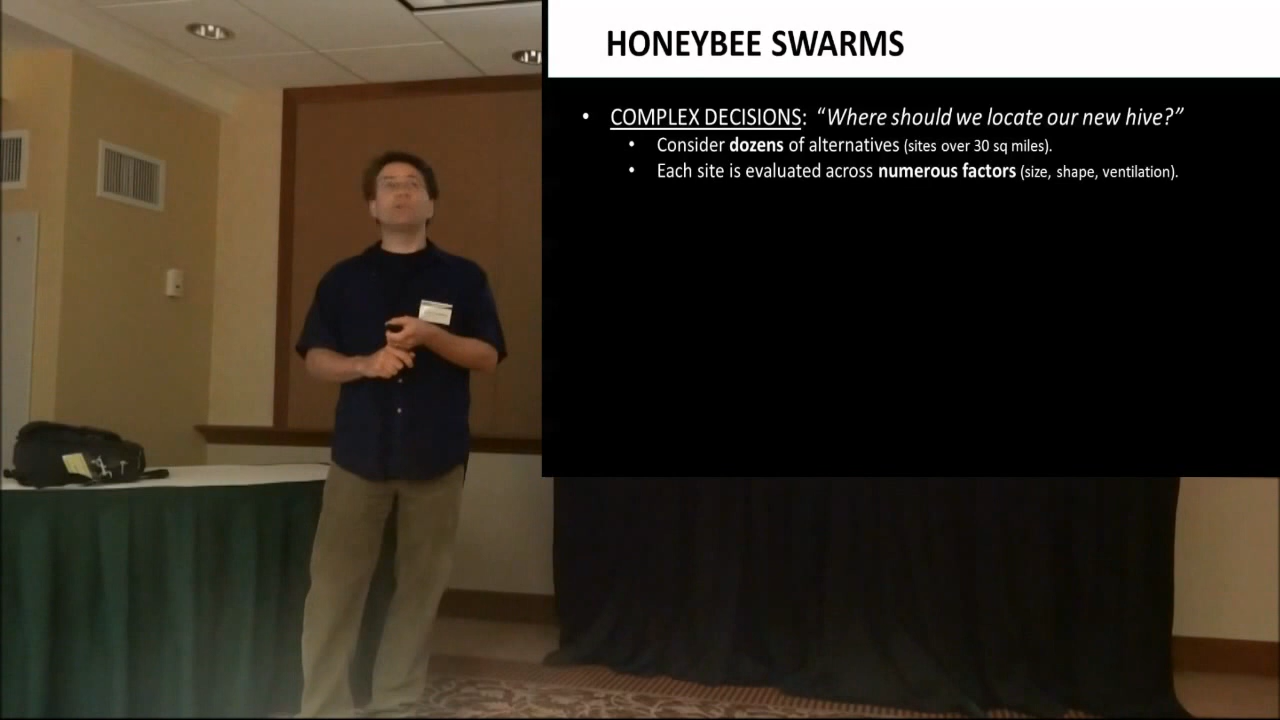 HONEYBEE SWARMS
• COMPLEX DECISIONS: “Where should we locate our new hive?”
• Consider dozens of alternatives (sites over 30 sq miles).
• Each site is evaluated across numerous factors (size, shape, ventilation).